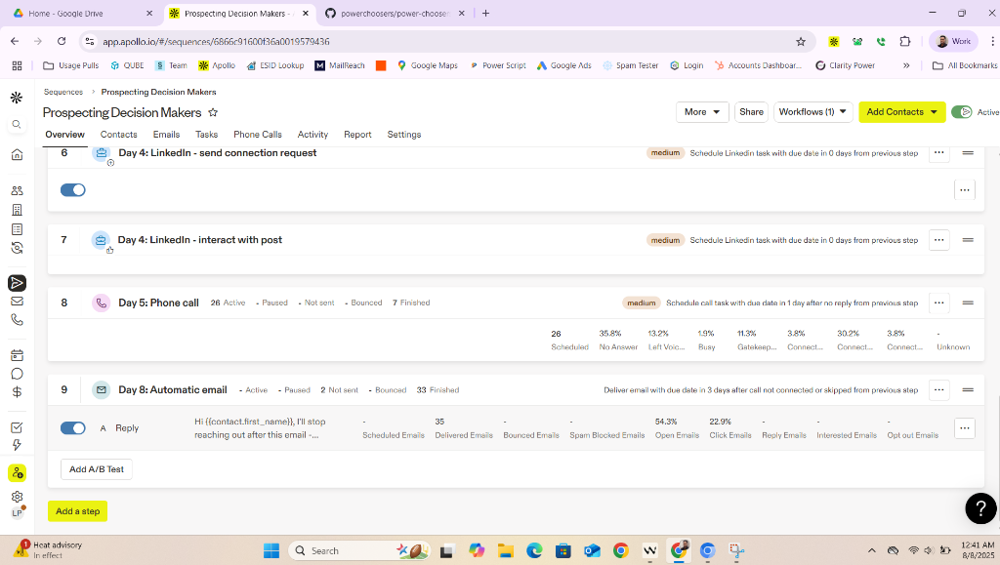 Home - Google Drive
Prospecting Decision Makers -
powerchoosers/power-choosers
app.apollo.io/#/sequences/6866c91600f36a0019579436
Work
Usage Pulls
QUBE
Team
Apollo
ESID Lookup
MailReach
Google Maps
Power Script
Google Ads
Spam Tester
Login
Accounts Dashboar...
Clarity Power
All Bookmarks
Sequences > Prospecting Decision Makers
Prospecting Decision Makers
More
Share
Workflows (1)
Add Contacts
Active
Overview
Contacts
Emails
Tasks
Phone Calls
Activity
Report
Settings
6 Day 4: LinkedIn - send connection request
medium Schedule Linkedin task with due date in 0 days from previous step
7 Day 4: LinkedIn - interact with post
medium Schedule Linkedin task with due date in 0 days from previous step
8 Day 5: Phone call 26 Active - Paused - Not sent - Bounced 7 Finished
medium Schedule call task with due date in 1 day after no reply from previous step
26 35.8% 13.2% 1.9% 11.3% 3.8% 30.2% 3.8% -
Scheduled No Answer Left Voic... Busy Gatekeep... Connect... Connect... Connect... Unknown
9 Day 8: Automatic email - Active - Paused 2 Not sent - Bounced 33 Finished
Deliver email with due date in 3 days after call not connected or skipped from previous step
A Reply
Hi {{contact.first_name}}, I'll stop
reaching out after this email -...
- 35 - - 54.3% 22.9% - - -
Scheduled Emails Delivered Emails Bounced Emails Spam Blocked Emails Open Emails Click Emails Reply Emails Interested Emails Opt out Emails
Add A/B Test
Add a step
LP
?
1
Heat advisory
In effect
Search
12:41 AM
8/8/2025